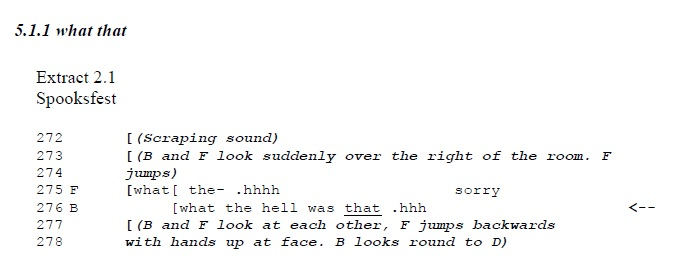 5.1.1 what that
Extract 2.1
Spooksfest
272 [(Scraping sound)
273 [(B and F look suddenly over the right of the room. F
274 jumps)
275 F [what[ the- .hhhh sorry
276 B [what the hell was that .hhh <--
277 [(B and F look at each other, F jumps backwards
278 with hands up at face. B looks round to D)